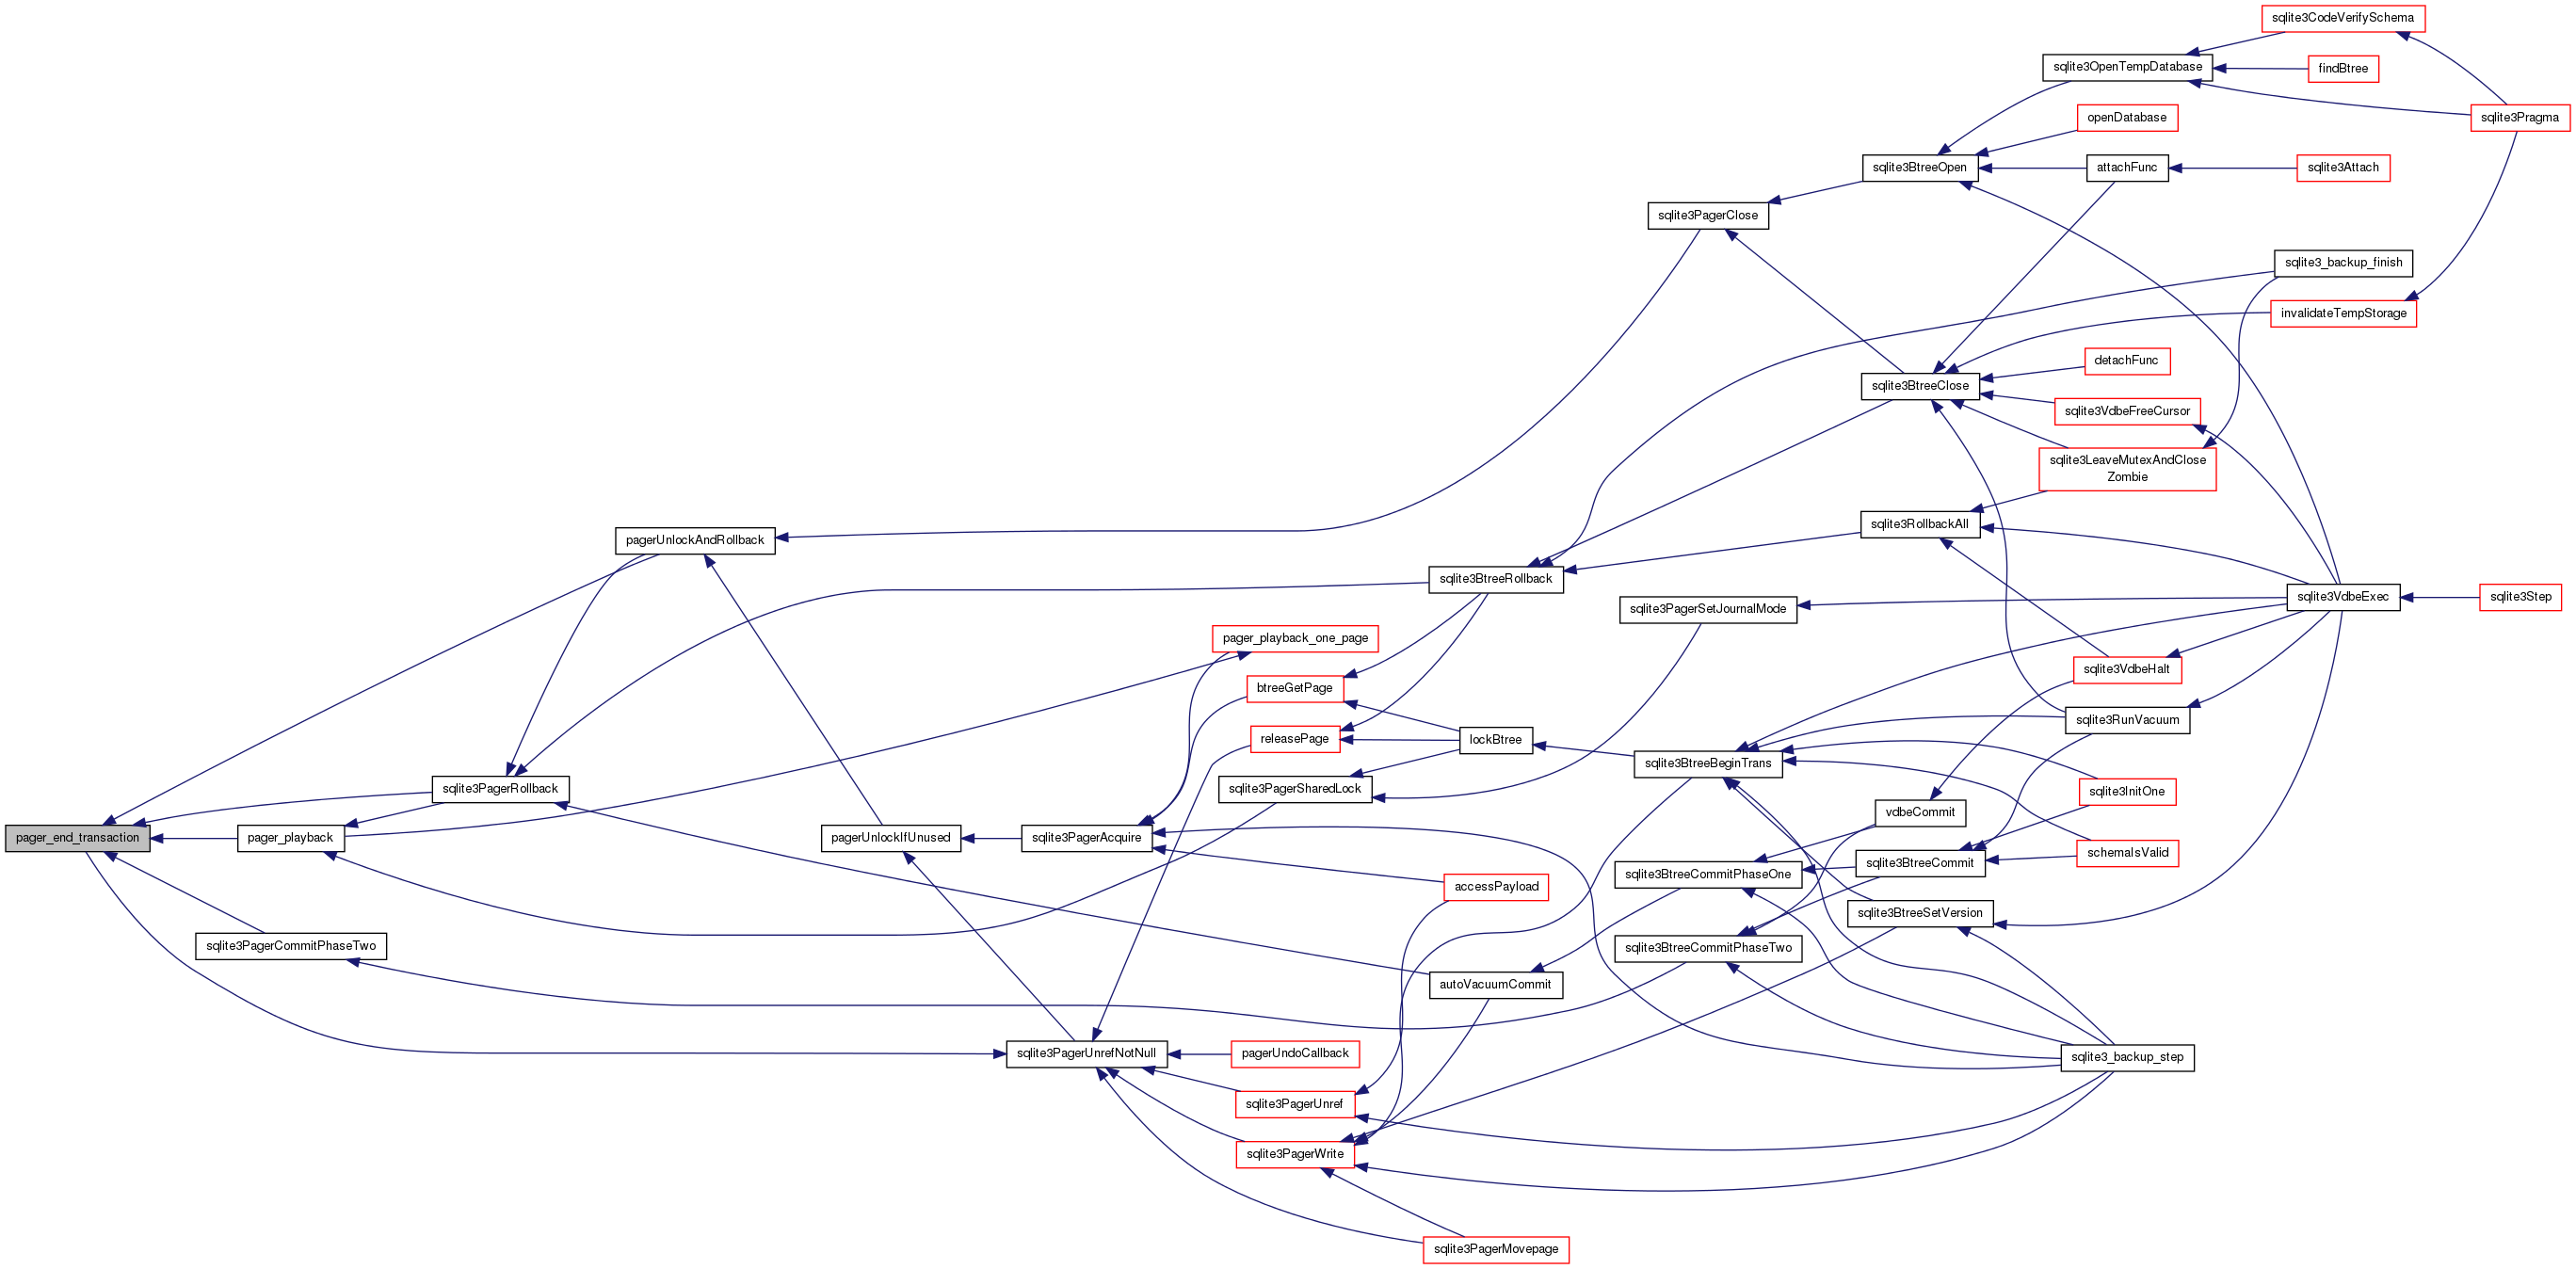 sqlite3CodeVerifySchema
sqlite3OpenTempDatabase
findBtree
openDatabase
sqlite3Pragma
sqlite3BtreeOpen
attachFunc
sqlite3Attach
sqlite3PagerClose
sqlite3_backup_finish
invalidateTempStorage
detachFunc
sqlite3BtreeClose
sqlite3VdbeFreeCursor
sqlite3LeaveMutexAndClose
Zombie
sqlite3RollbackAll
pagerUnlockAndRollback
sqlite3BtreeRollback
sqlite3PagerSetJournalMode
sqlite3VdbeExec
sqlite3Step
pager_playback_one_page
sqlite3VdbeHalt
btreeGetPage
sqlite3RunVacuum
releasePage
lockBtree
sqlite3BtreeBeginTrans
sqlite3PagerRollback
sqlite3PagerSharedLock
sqlite3InitOne
vdbeCommit
pager_end_transaction
pager_playback
pagerUnlockIfUnused
sqlite3PagerAcquire
schemaIsValid
sqlite3BtreeCommit
sqlite3BtreeCommitPhaseOne
accessPayload
sqlite3BtreeSetVersion
sqlite3PagerCommitPhaseTwo
sqlite3BtreeCommitPhaseTwo
autoVacuumCommit
sqlite3PagerUnrefNotNull
pagerUndoCallback
sqlite3_backup_step
sqlite3PagerUnref
sqlite3PagerWrite
sqlite3PagerMovepage